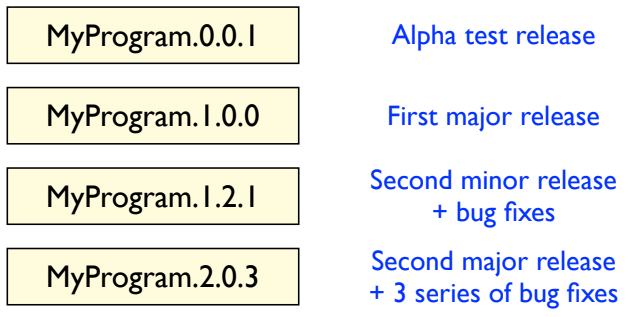 MyProgram.0.0.1
Alpha test release
MyProgram.1.0.0
First major release
MyProgram.1.2.1
Second minor release
+ bug fixes
MyProgram.2.0.3
Second major release
+ 3 series of bug fixes